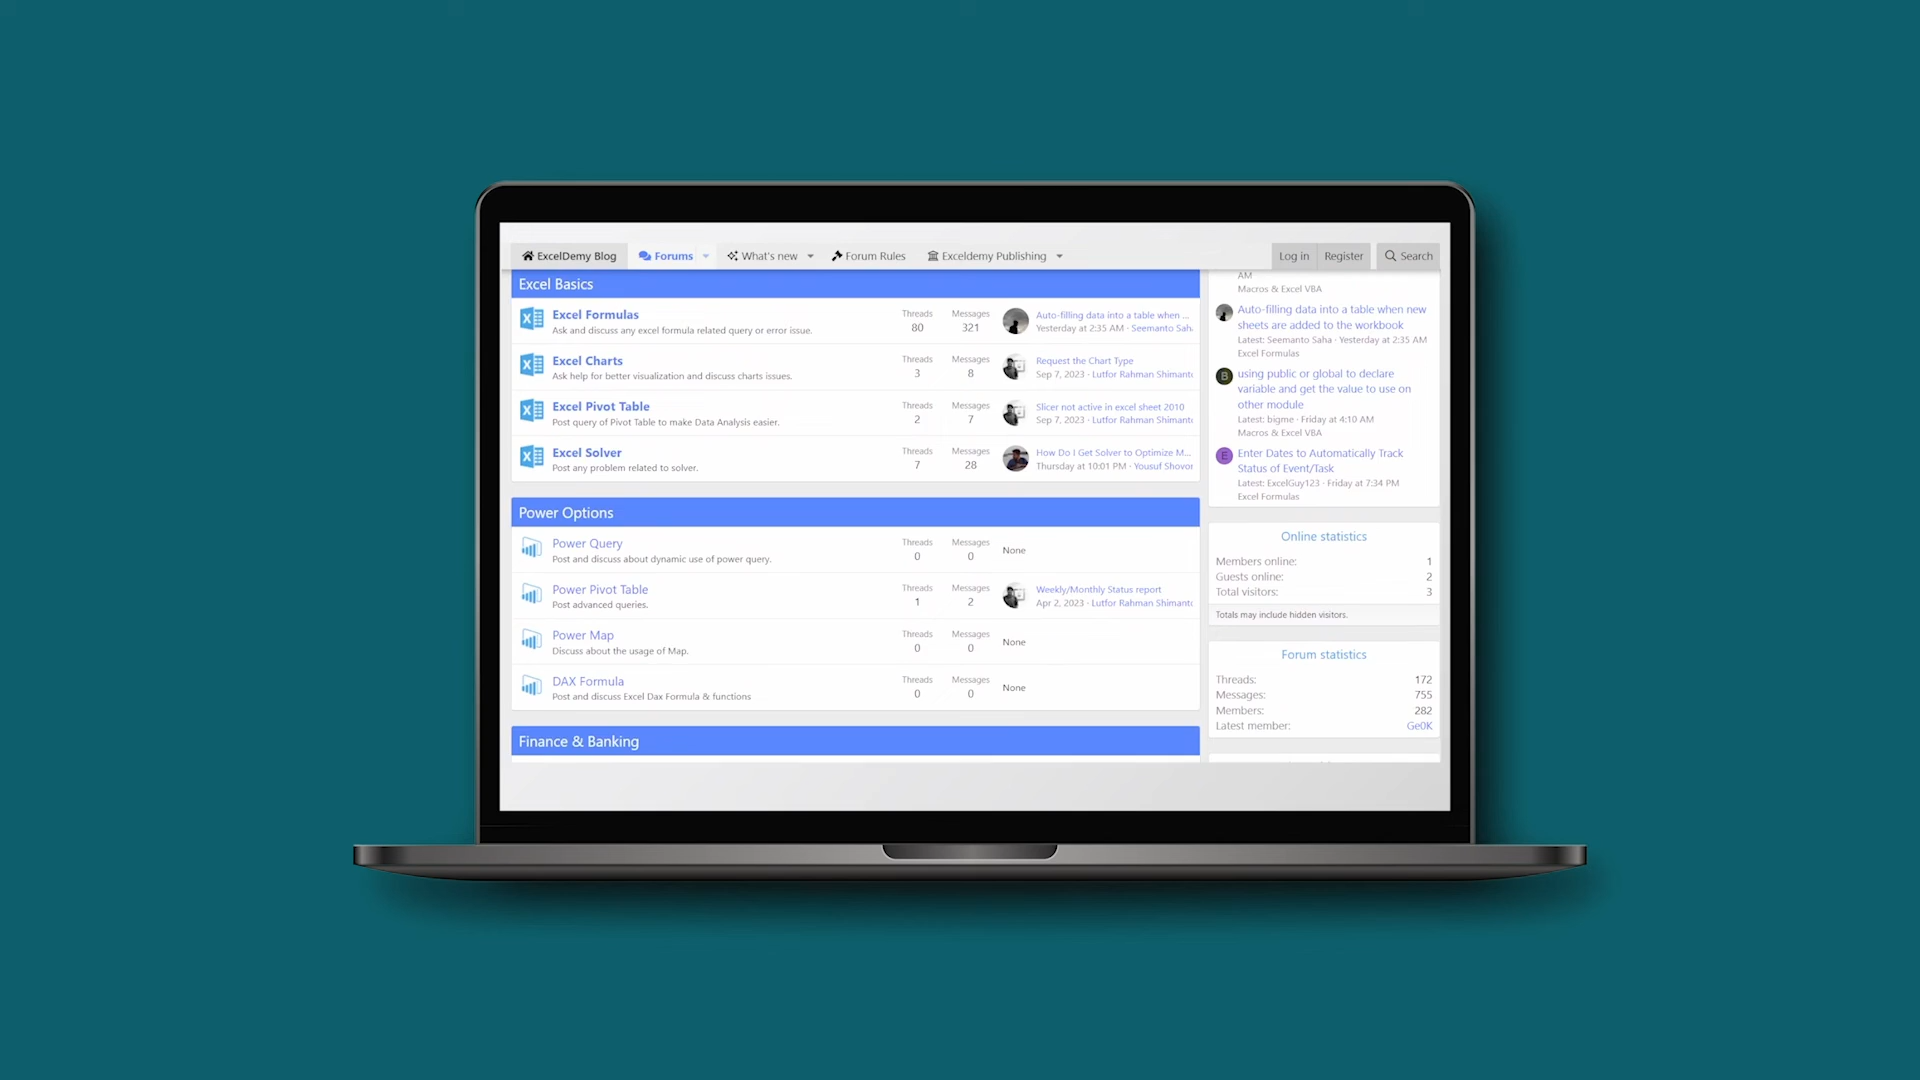 ExcelDemy Blog Forums What's new Forum Rules Exceldemy Publishing Log in Register Search
Excel Basics
Excel Formulas
Ask and discuss any excel formula related query or error issue.
Threads
80
Messages
321
Auto-filling data into a table when ...
Yesterday at 2:35 AM · Seemanto Sah
Excel Charts
Ask help for better visualization and discuss charts issues.
Threads
3
Messages
8
Request the Chart Type
Sep 7, 2023 · Lutfor Rahman Shimanto
Excel Pivot Table
Post query of Pivot Table to make Data Analysis easier.
Threads
2
Messages
7
Slicer not active in excel sheet 2010
Sep 7, 2023 · Lutfor Rahman Shimanto
Excel Solver
Post any problem related to solver.
Threads
7
Messages
28
How Do I Get Solver to Optimize M...
Thursday at 10:01 PM · Yousuf Shovon
Power Options
Power Query
Post and discuss about dynamic use of power query.
Threads
0
Messages
0
None
Power Pivot Table
Post advanced queries.
Threads
1
Messages
2
Weekly/Monthly Status report
Apr 2, 2023 · Lutfor Rahman Shimanto
Power Map
Discuss about the usage of Map.
Threads
0
Messages
0
None
DAX Formula
Post and discuss Excel Dax Formula & functions
Threads
0
Messages
0
None
Finance & Banking
AM
Macros & Excel VBA
Auto-filling data into a table when new
sheets are added to the workbook
Latest: Seemanto Saha · Yesterday at 2:35 AM
Excel Formulas
B
using public or global to declare
variable and get the value to use on
other module
Latest: bigme · Friday at 4:10 AM
Macros & Excel VBA
E
Enter Dates to Automatically Track
Status of Event/Task
Latest: ExcelGuy123 · Friday at 7:34 PM
Excel Formulas
Online statistics
Members online: 1
Guests online: 2
Total visitors: 3
Totals may include hidden visitors.
Forum statistics
Threads: 172
Messages: 755
Members: 282
Latest member: Ge0K